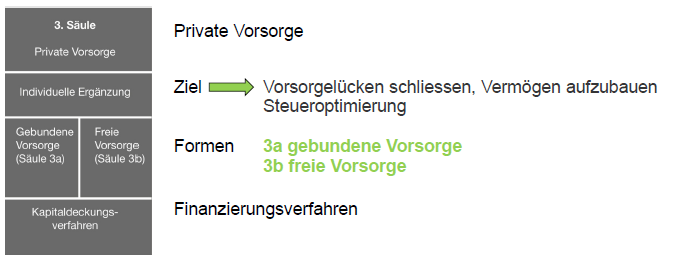 3. Säule
Private Vorsorge
Private Vorsorge
Individuelle Ergänzung
Ziel
Vorsorgelücken schliessen, Vermögen aufzubauen
Steueroptimierung
Gebundene
Vorsorge
(Säule 3a)
Freie
Vorsorge
(Säule 3b)
Formen
3a gebundene Vorsorge
3b freie Vorsorge
Kapitaldeckungs-
verfahren
Finanzierungsverfahren